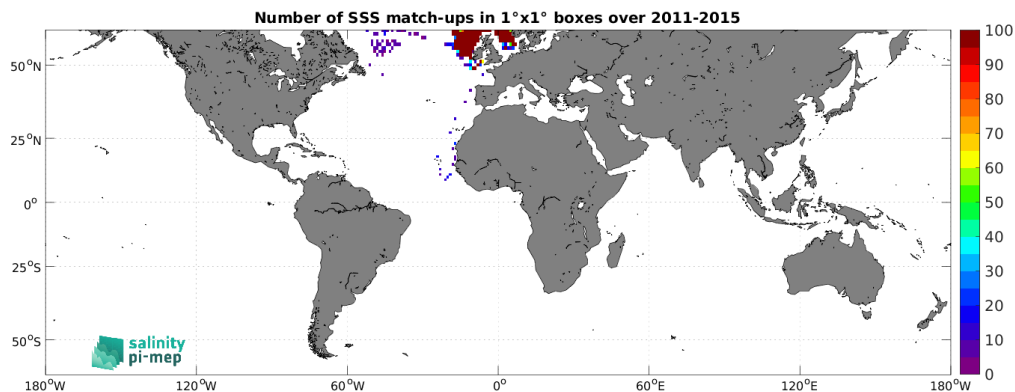 Number of SSS match-ups in 1°x1° boxes over 2011-2015
50°N
25°N
0°
25°S
50°S
180°W
120°W
60°W
0°
60°E
120°E
180°W
100
90
80
70
60
50
40
30
20
10
0
salinity
pi-mep